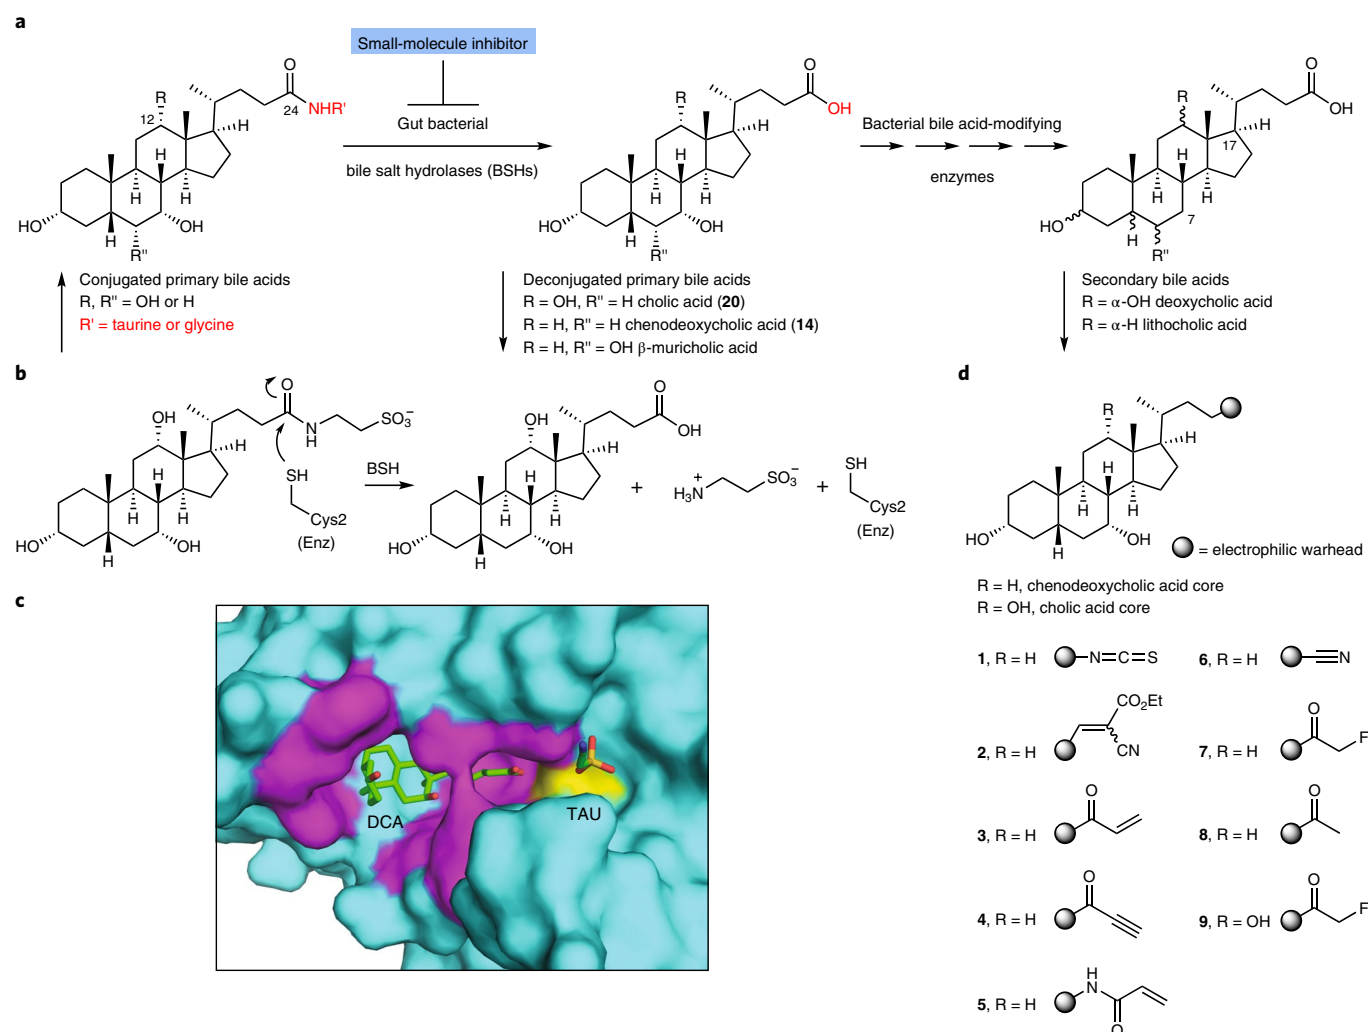 a
Small-molecule inhibitor
O
R
24
NHR'
12
H
H
H
H
HO
OH
H
R"
Gut bacterial
bile salt hydrolases (BSHs)
O
R
OH
H
H
H
H
HO
OH
H
R"
Bacterial bile acid-modifying
enzymes
O
R
OH
H
17
H
H
H
7
HO
H
R"
Conjugated primary bile acids
R, R" = OH or H
R' = taurine or glycine
Deconjugated primary bile acids
R = OH, R" = H cholic acid (20)
R = H, R" = H chenodeoxycholic acid (14)
R = H, R" = OH β-muricholic acid
Secondary bile acids
R = α-OH deoxycholic acid
R = α-H lithocholic acid
b
O
OH
N
H
SO3−
H
H
H
H
HO
OH
H
SH
Cys2
(Enz)
BSH
O
OH
OH
H
H
H
H
HO
OH
H
+
H3N+
SO3−
+
SH
Cys2
(Enz)
c
DCA
TAU
d
R
H
H
H
H
HO
OH
H
= electrophilic warhead
R = H, chenodeoxycholic acid core
R = OH, cholic acid core
1, R = H
N=C=S
6, R = H
N
2, R = H
CO2Et
CN
7, R = H
O
F
3, R = H
O
8, R = H
O
4, R = H
O
9, R = OH
O
F
5, R = H
H
N
O